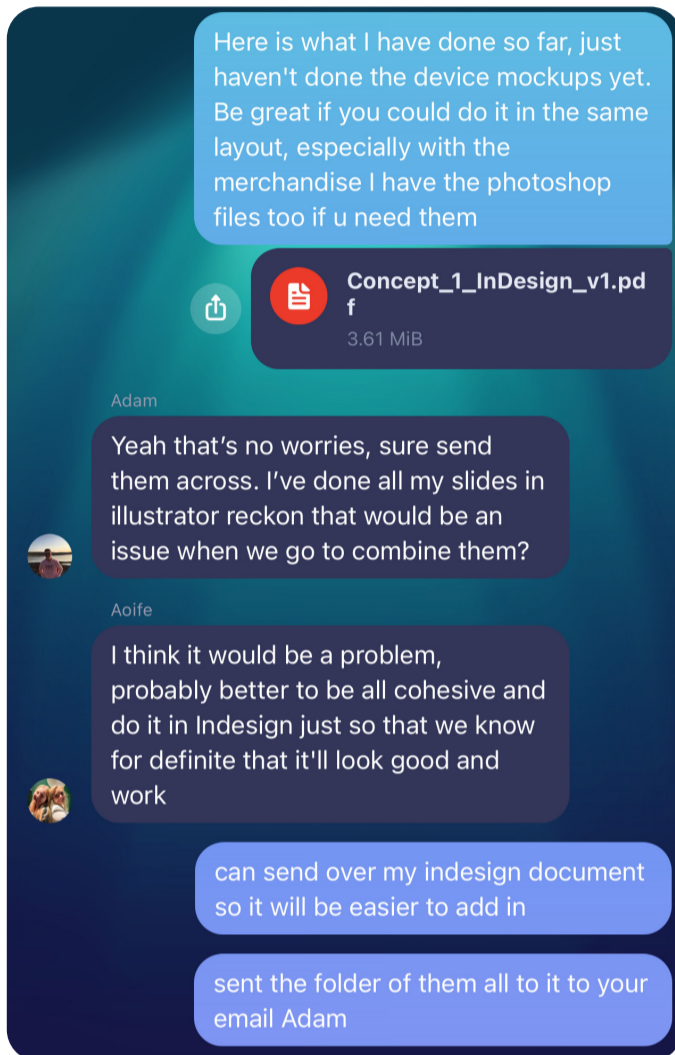 Here is what I have done so far, just
haven't done the device mockups yet.
Be great if you could do it in the same
layout, especially with the
merchandise I have the photoshop
files too if u need them
Concept_1_InDesign_v1.pd
f
3.61 MiB
Adam
Yeah that’s no worries, sure send
them across. I’ve done all my slides in
illustrator reckon that would be an
issue when we go to combine them?
Aoife
I think it would be a problem,
probably better to be all cohesive and
do it in Indesign just so that we know
for definite that it'll look good and
work
can send over my indesign document
so it will be easier to add in
sent the folder of them all to it to your
email Adam